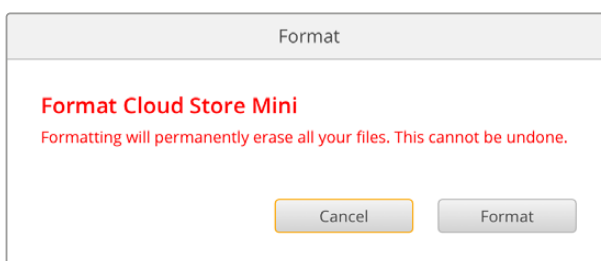 Format
Format Cloud Store Mini
Formatting will permanently erase all your files. This cannot be undone.
Cancel Format